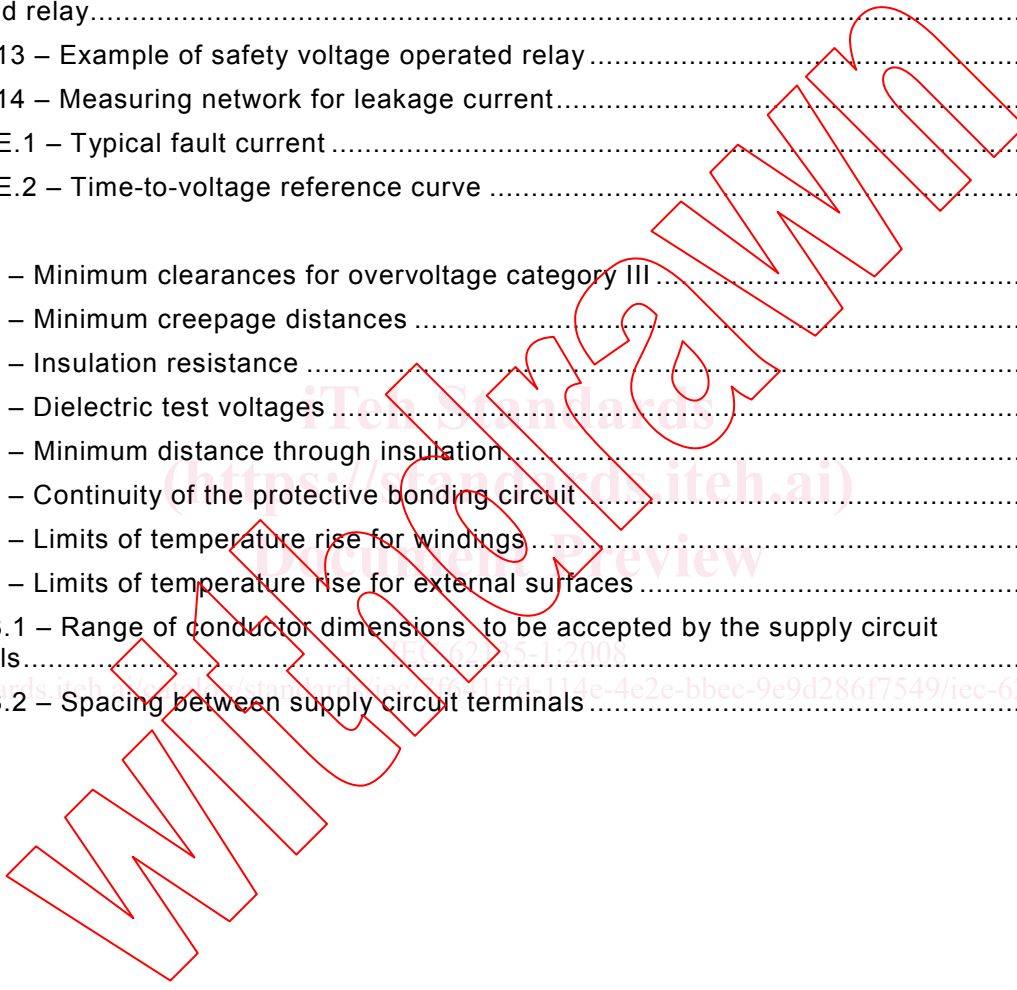 d relay
13 – Example of safety voltage operated relay
14 – Measuring network for leakage current
E.1 – Typical fault current
E.2 – Time-to-voltage reference curve
– Minimum clearances for overvoltage category III
– Minimum creepage distances
– Insulation resistance
– Dielectric test voltages
– Minimum distance through insulation
– Continuity of the protective bonding circuit
– Limits of temperature rise for windings
– Limits of temperature rise for external surfaces
.1 – Range of conductor dimensions to be accepted by the supply circuit
ls
.2 – Spacing between supply circuit terminals
withdrawn
iTeh Standards
(https://standards.iteh.ai)
Document Preview
IEC 62135-1:2008